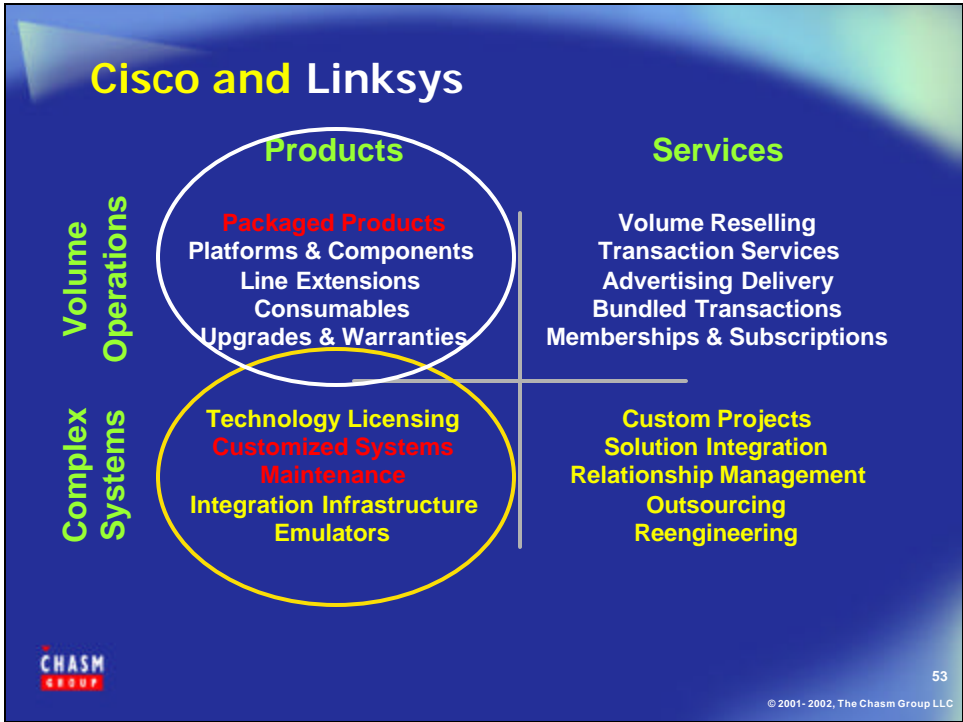 Cisco and Linksys
Products
Services
Volume
Operations
Packaged Products
Platforms & Components
Line Extensions
Consumables
Upgrades & Warranties
Volume Reselling
Transaction Services
Advertising Delivery
Bundled Transactions
Memberships & Subscriptions
Complex
Systems
Technology Licensing
Customized Systems
Maintenance
Integration Infrastructure
Emulators
Custom Projects
Solution Integration
Relationship Management
Outsourcing
Reengineering
CHASM
GROUP
53
© 2001- 2002, The Chasm Group LLC